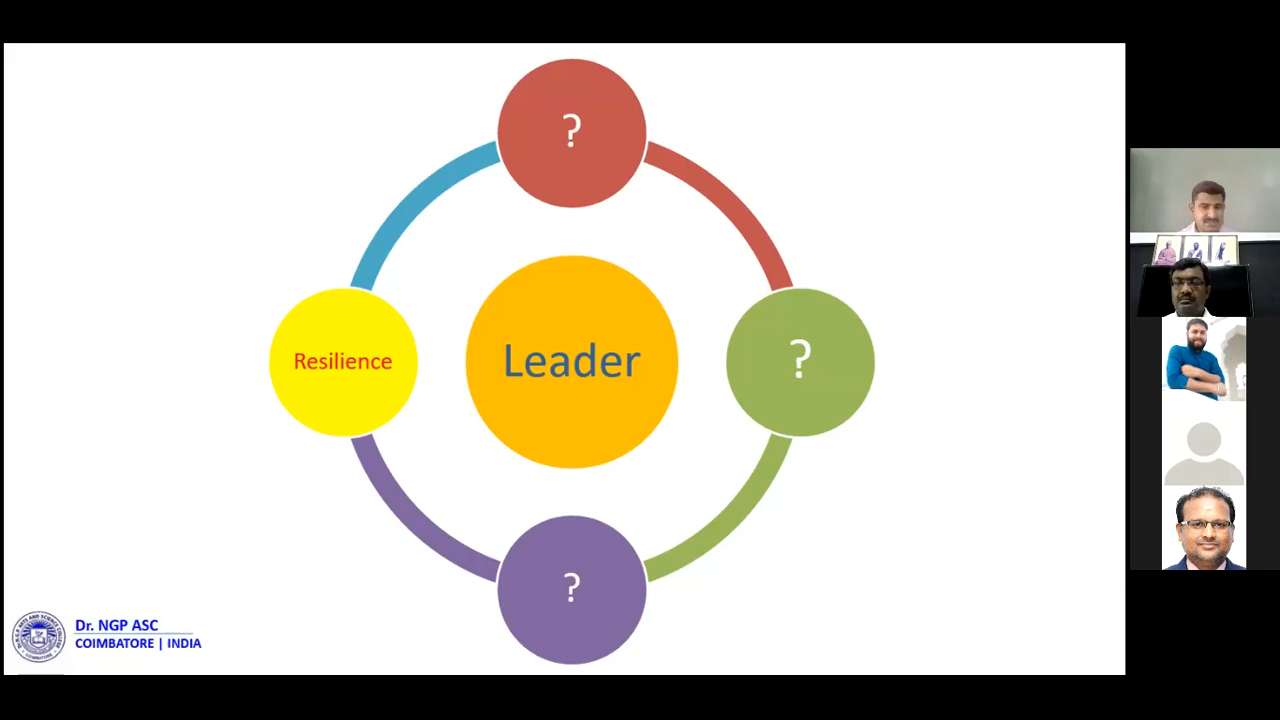 ?
Resilience
Leader
?
?
Dr. NGP ASC
COIMBATORE | INDIA